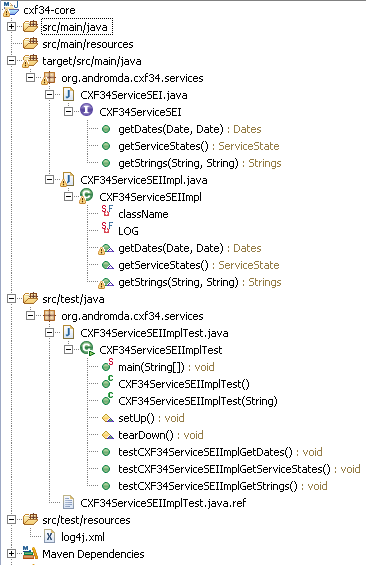 cxf34-core
src/main/java
src/main/resources
target/src/main/java
org.andromda.cxf34.services
CXF34ServiceSEI.java
CXF34ServiceSEI
getDates(Date, Date) : Dates
getServiceStates() : ServiceState
getStrings(String, String) : Strings
CXF34ServiceSEIImpl.java
CXF34ServiceSEIImpl
className
LOG
getDates(Date, Date) : Dates
getServiceStates() : ServiceState
getStrings(String, String) : Strings
src/test/java
org.andromda.cxf34.services
CXF34ServiceSEIImplTest.java
CXF34ServiceSEIImplTest
main(String[]) : void
CXF34ServiceSEIImplTest()
CXF34ServiceSEIImplTest(String)
setUp() : void
tearDown() : void
testCXF34ServiceSEIImplGetDates() : void
testCXF34ServiceSEIImplGetServiceStates() : void
testCXF34ServiceSEIImplGetStrings() : void
CXF34ServiceSEIImplTest.java.ref
src/test/resources
log4j.xml
Maven Dependencies